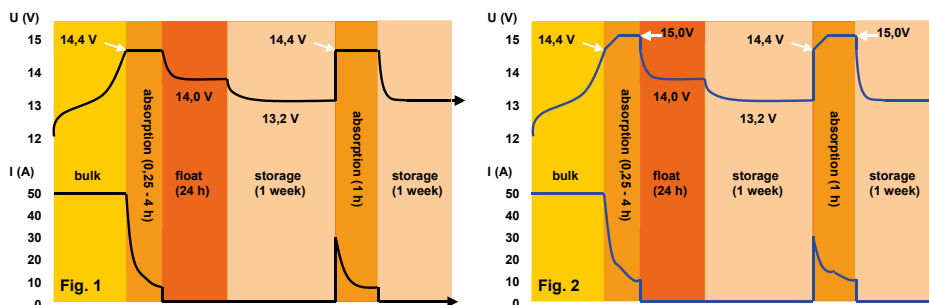 U (V)
15
14
13
12
I (A)
50
40
30
20
10
0
14,4 V
14,0 V
13,2 V
14,4 V
bulk
absorption (0,25 - 4 h)
float
(24 h)
storage
(1 week)
absorption (1 h)
storage
(1 week)
Fig. 1
U (V)
15
14
13
12
I (A)
50
40
30
20
10
0
14,4 V
15,0V
14,0 V
13,2 V
14,4 V
15,0V
bulk
absorption (0,25 - 4 h)
float
(24 h)
storage
(1 week)
absorption (1 h)
storage
(1 week)
Fig. 2